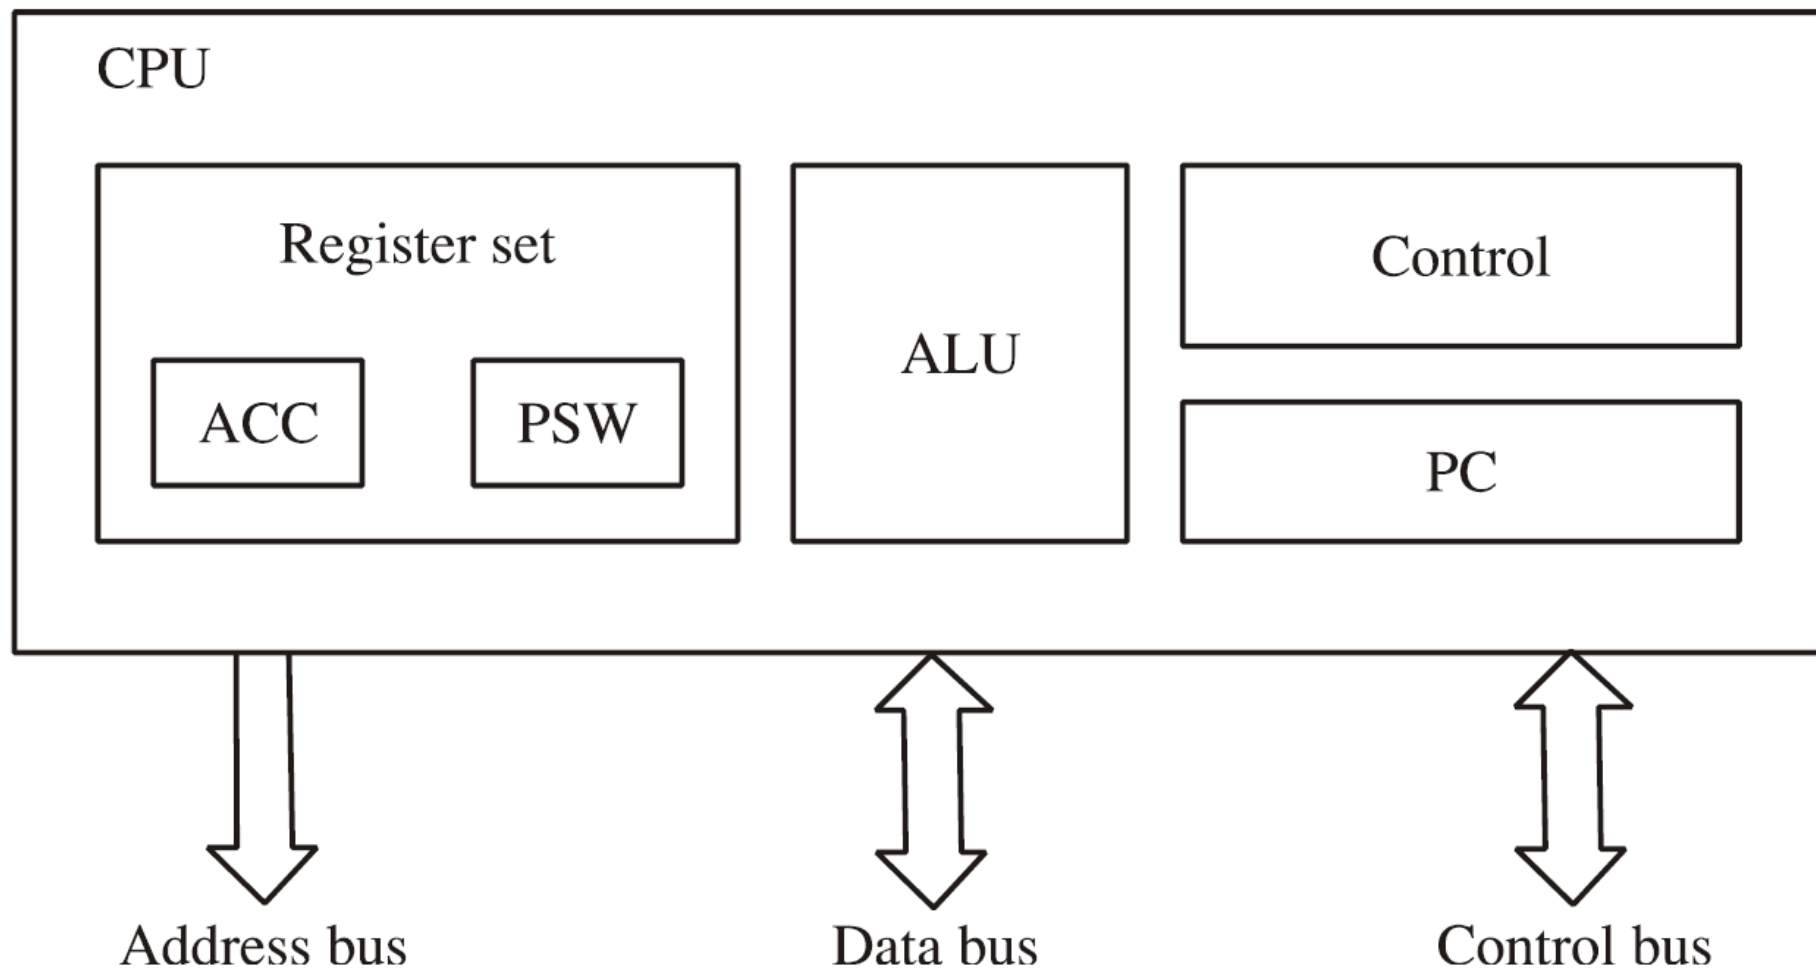 CPU
Register set
ACC
PSW
ALU
Control
PC
Address bus
Data bus
Control bus